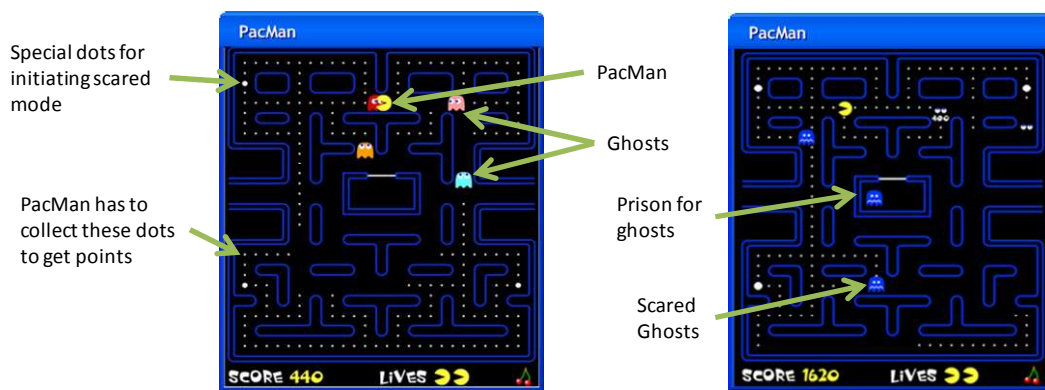 PacMan
PacMan
Special dots for
initiating scared
mode
PacMan
Ghosts
400
PacMan has to
collect these dots
to get points
Prison for
ghosts
Scared
Ghosts
SCORE 440 LiVES
SCORE 1620 LiVES